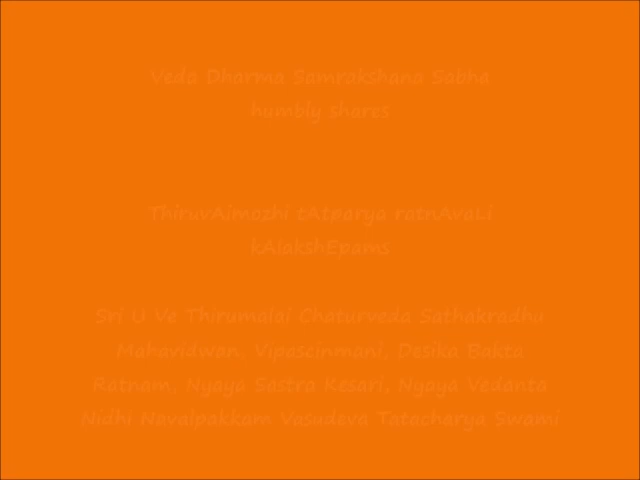 Veda Dharma Samrakshana Sabha
humbly shares
ThiruvAimozhi tAtparya ratnAvaLi
kAlakshEpams
Sri U Ve Thirumalai Chaturveda Sathakradhu
Mahavidwan, Vipascinmani, Desika Bakta
Ratnam, Nyaya Sastra Kesari, Nyaya Vedanta
Nidhi Navalpakkam Vasudeva Tatacharya Swami